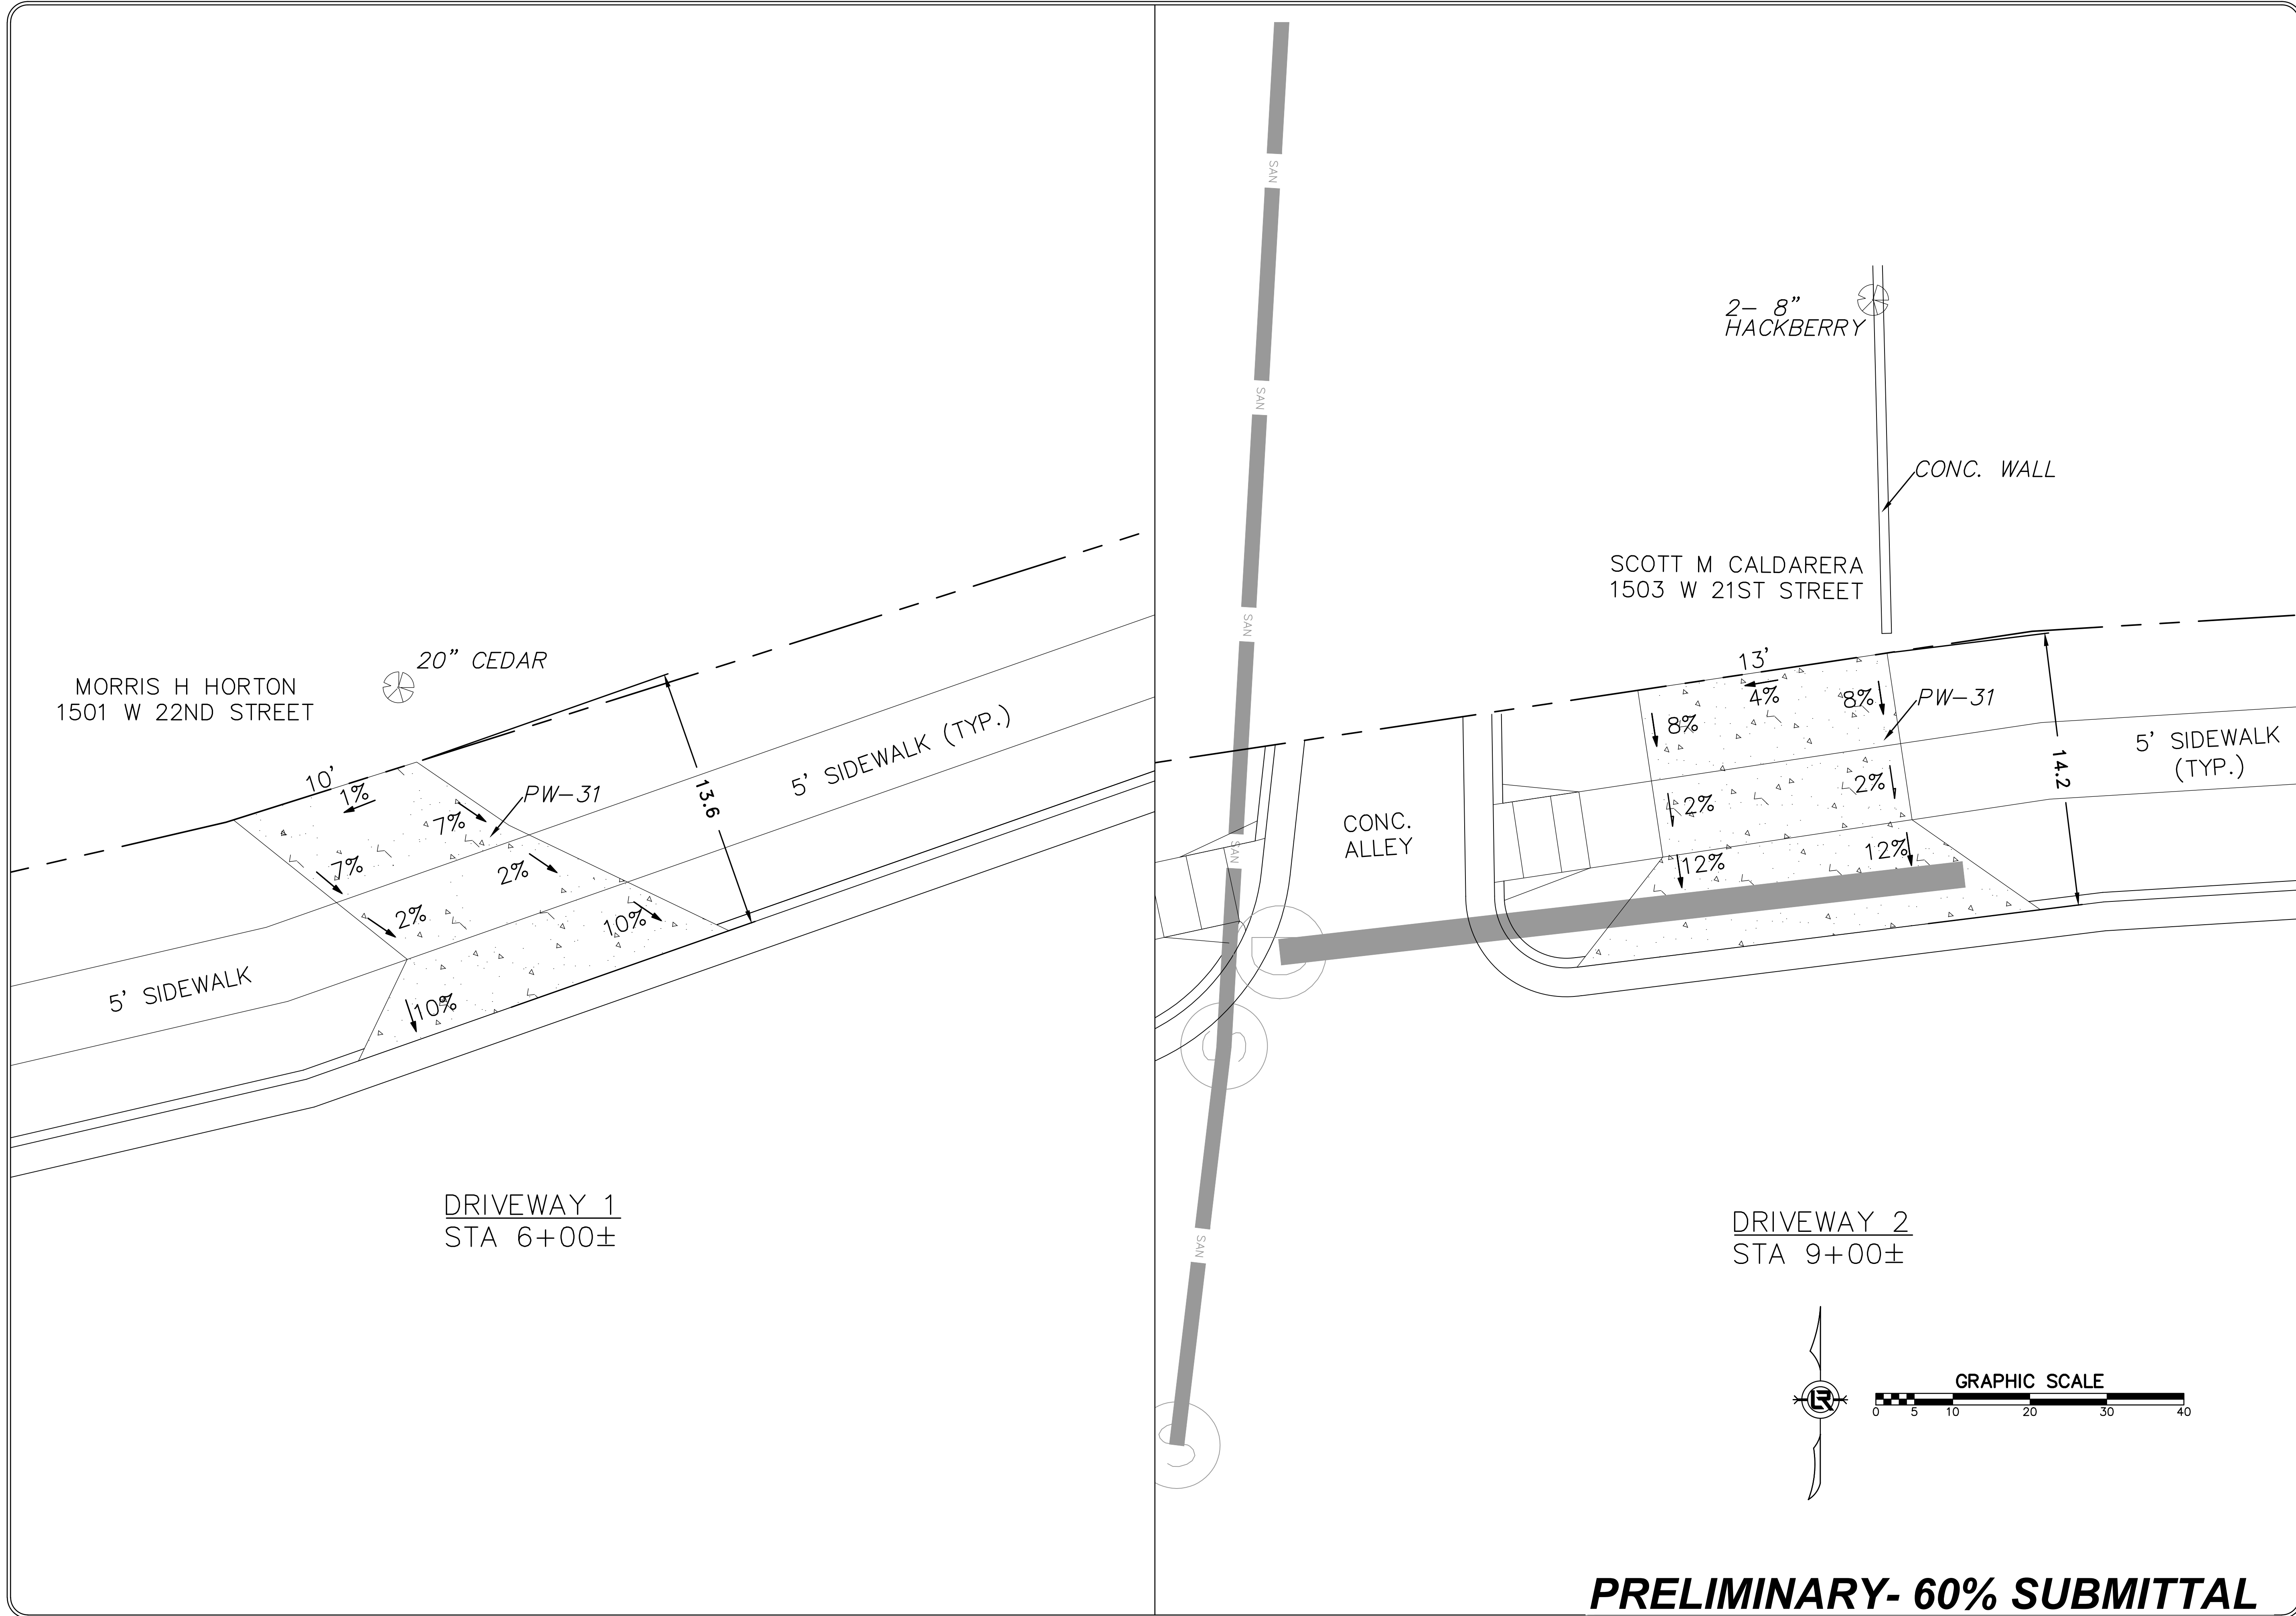 MORRIS H HORTON
1501 W 22ND STREET
20” CEDAR
10'
1%
7%
7%
PW-31
2%
2%
10%
10%
13.6
5' SIDEWALK (TYP.)
5' SIDEWALK
DRIVEWAY 1
STA 6+00±
SAN
SAN
SAN
SAN
SAN
2- 8”
HACKBERRY
CONC. WALL
SCOTT M CALDARERA
1503 W 21ST STREET
13'
4%
8%
8%
PW-31
2%
2%
12%
12%
14.2
5' SIDEWALK
(TYP.)
CONC.
ALLEY
DRIVEWAY 2
STA 9+00±
LR
GRAPHIC SCALE
0 5 10 20 30 40
PRELIMINARY- 60% SUBMITTAL